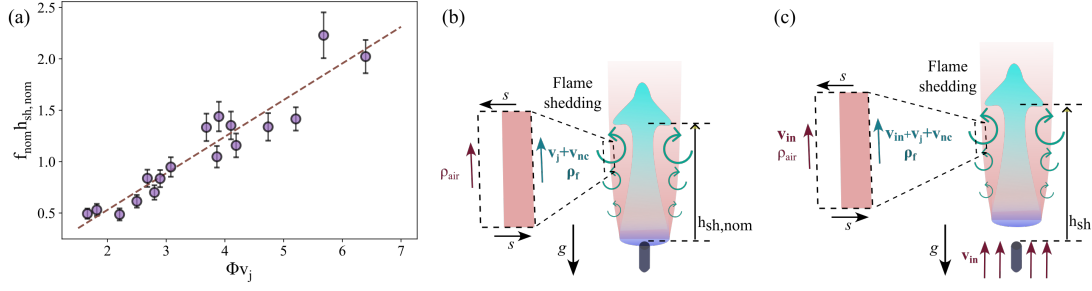 (a)
2.5
2.0
1.5
1.0
0.5
f_nom h_sh,nom
2 3 4 5 6 7
Φv_j
(b)
Flame
shedding
s
v_j+v_nc
ρ_air
ρ_f
s
g
h_sh,nom
(c)
Flame
shedding
s
v_in
ρ_air
v_in+v_j+v_nc
ρ_f
s
g
v_in
h_sh